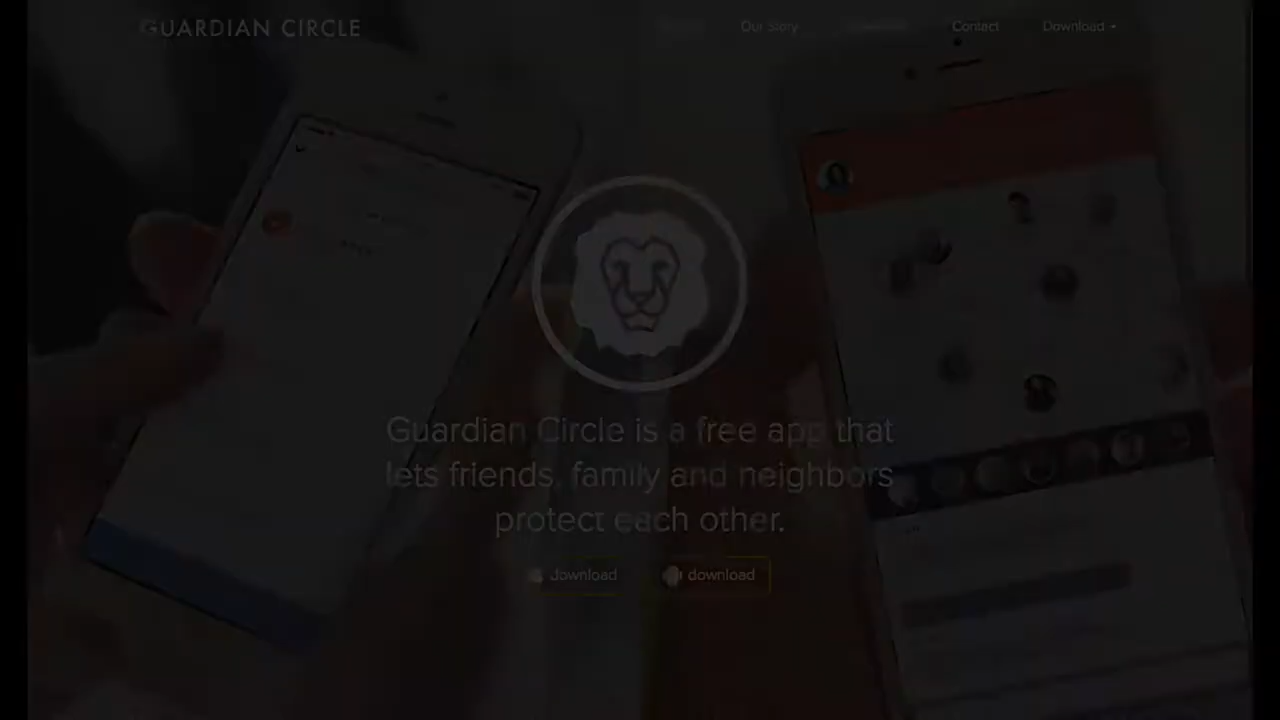 GUARDIAN CIRCLE
Our Story
Contact
Download
Guardian Circle is a free app that
lets friends, family and neighbors
protect each other.
download
download